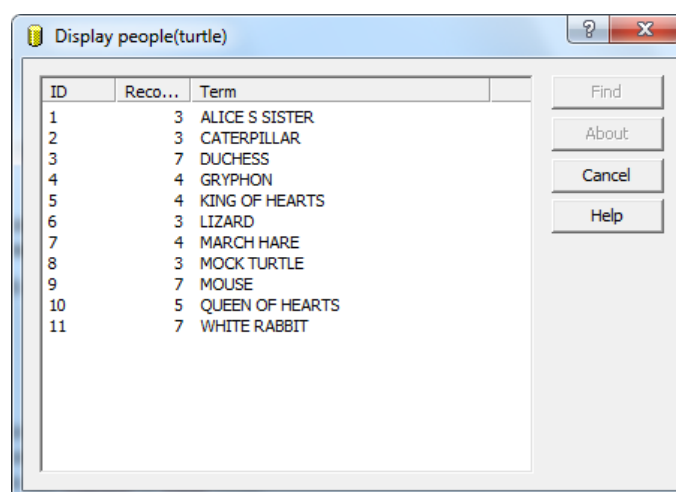 Display people(turtle)
ID Reco... Term
1 3 ALICE S SISTER
2 3 CATERPILLAR
3 7 DUCHESS
4 4 GRYPHON
5 4 KING OF HEARTS
6 3 LIZARD
7 4 MARCH HARE
8 3 MOCK TURTLE
9 7 MOUSE
10 5 QUEEN OF HEARTS
11 7 WHITE RABBIT
Find
About
Cancel
Help